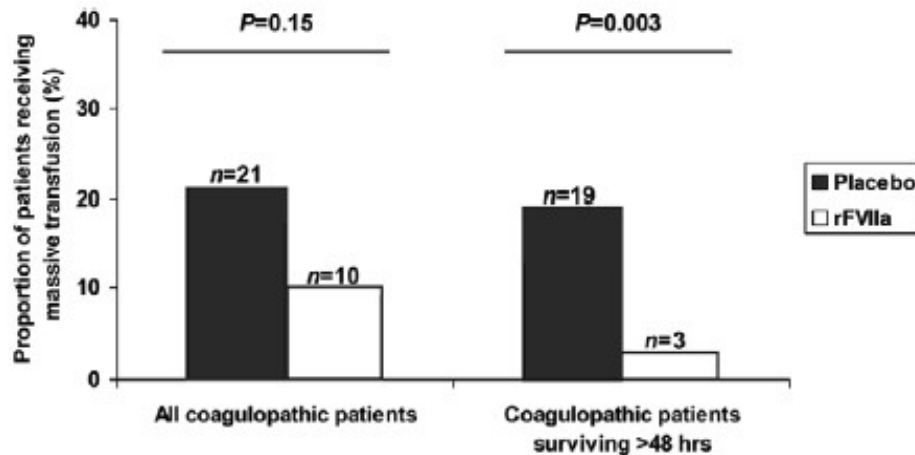 Proportion of patients receiving
massive transfusion (%)
40
30
20
10
0
P=0.15
P=0.003
n=21
n=10
n=19
n=3
Placebo
rFVIIa
All coagulopathic patients
Coagulopathic patients
surviving >48 hrs